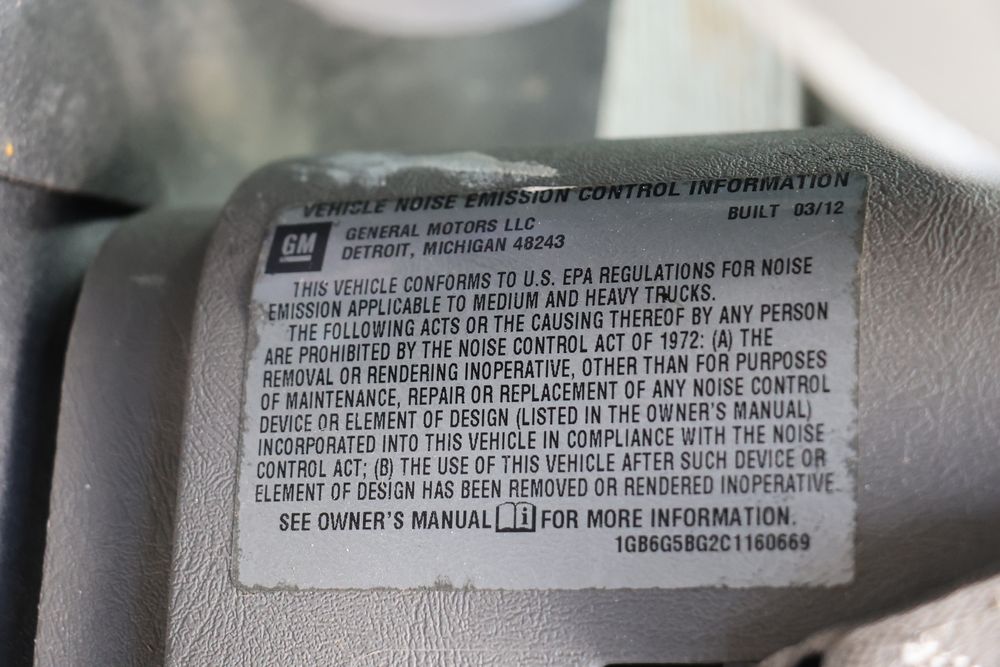 VEHICLE NOISE EMISSION CONTROL INFORMATION
GM
GENERAL MOTORS LLC
BUILT 03/12
DETROIT, MICHIGAN 48243
THIS VEHICLE CONFORMS TO U.S. EPA REGULATIONS FOR NOISE
EMISSION APPLICABLE TO MEDIUM AND HEAVY TRUCKS.
THE FOLLOWING ACTS OR THE CAUSING THEREOF BY ANY PERSON
ARE PROHIBITED BY THE NOISE CONTROL ACT OF 1972: (A) THE
REMOVAL OR RENDERING INOPERATIVE, OTHER THAN FOR PURPOSES
OF MAINTENANCE, REPAIR OR REPLACEMENT OF ANY NOISE CONTROL
DEVICE OR ELEMENT OF DESIGN (LISTED IN THE OWNER'S MANUAL)
INCORPORATED INTO THIS VEHICLE IN COMPLIANCE WITH THE NOISE
CONTROL ACT; (B) THE USE OF THIS VEHICLE AFTER SUCH DEVICE OR
ELEMENT OF DESIGN HAS BEEN REMOVED OR RENDERED INOPERATIVE.
SEE OWNER'S MANUAL i FOR MORE INFORMATION.
1GB6G5BG2C1160669